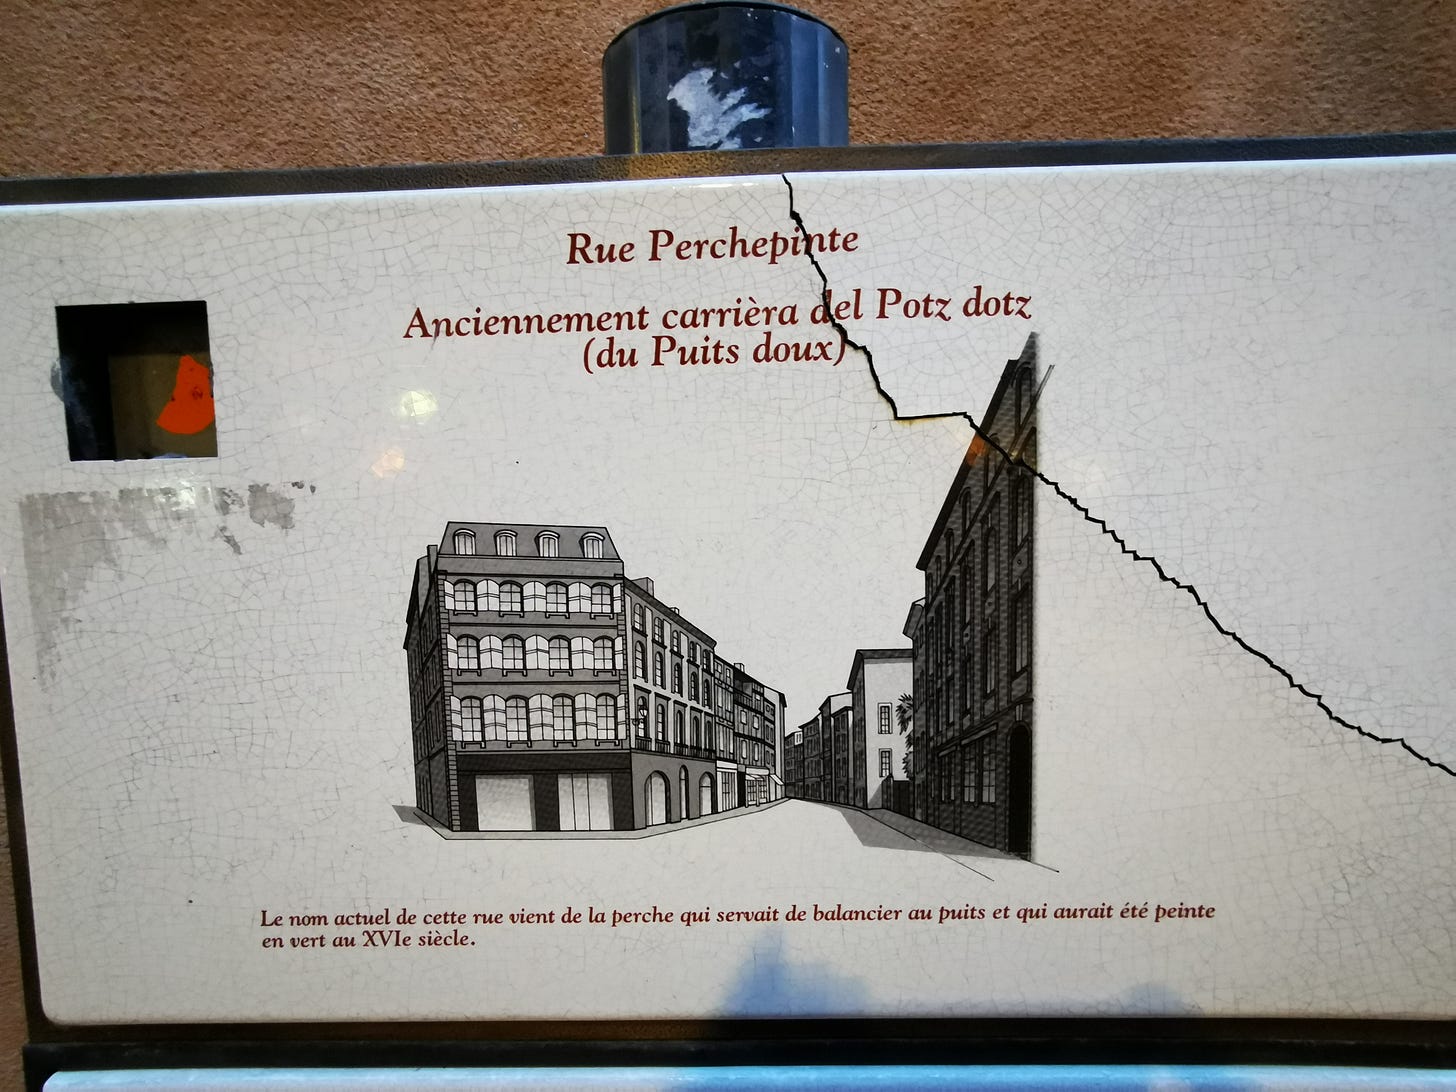 Rue Perchepinte
Anciennement carrièra del Potz dotz
(du Puits doux)
Le nom actuel de cette rue vient de la perche qui servait de balancier au puits et qui aurait été peinte
en vert au XVIe siècle.